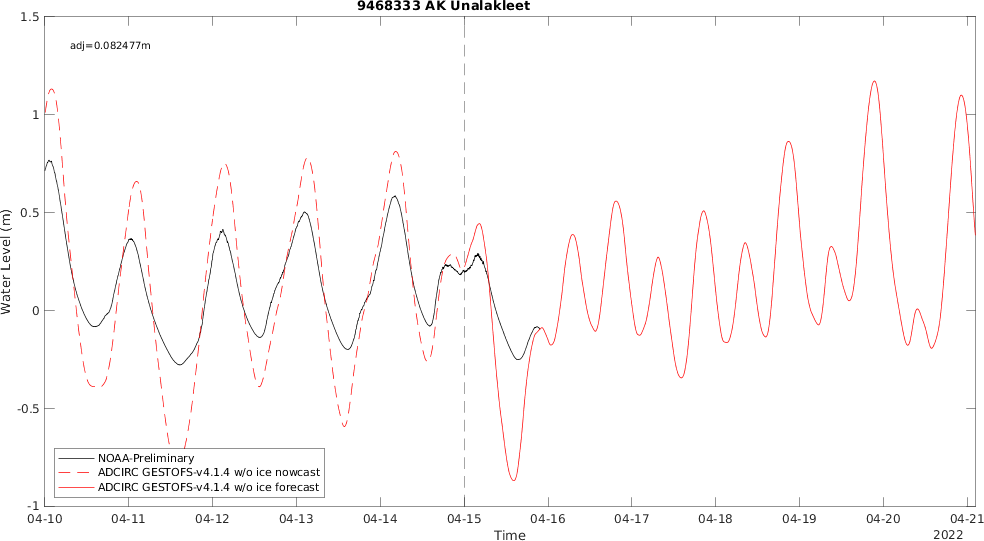 9468333 AK Unalakleet
adj=0.082477m
Water Level (m)
1.5
1
0.5
0
-0.5
-1
NOAA-Preliminary
ADCIRC GESTOFS-v4.1.4 w/o ice nowcast
ADCIRC GESTOFS-v4.1.4 w/o ice forecast
04-10 04-11 04-12 04-13 04-14 04-15 04-16 04-17 04-18 04-19 04-20 04-21
Time
2022